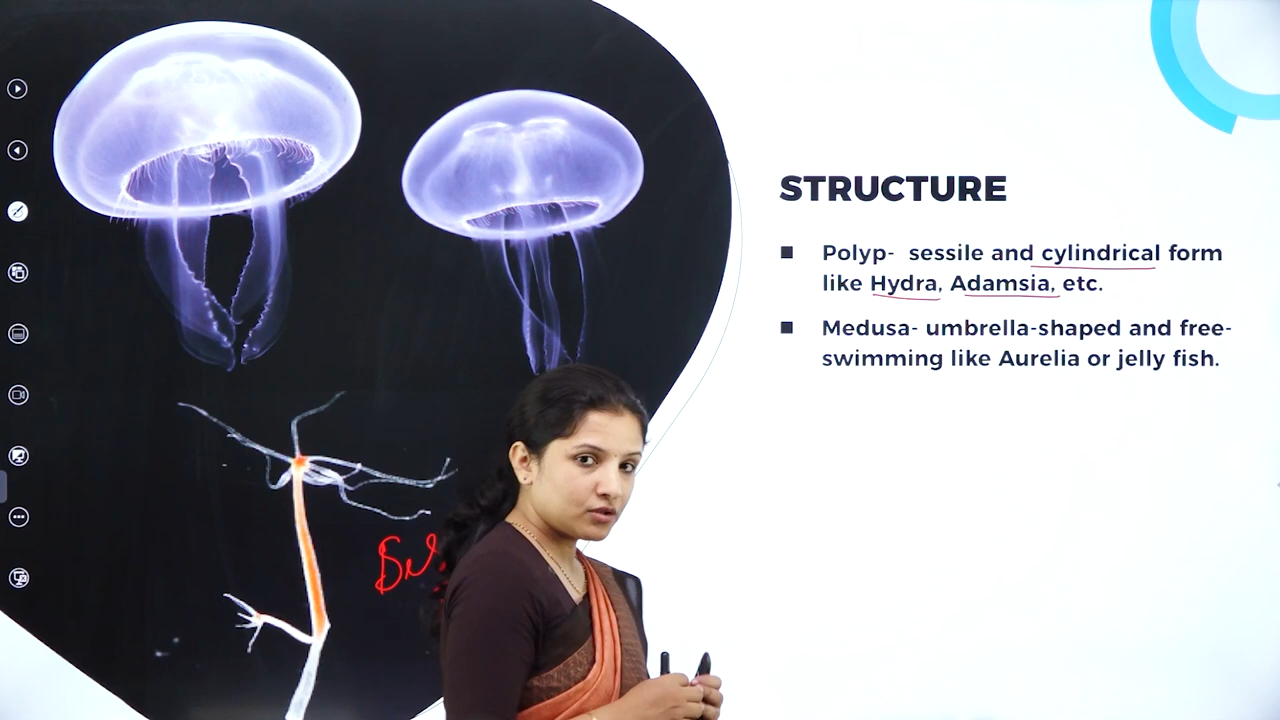 STRUCTURE
■ Polyp- sessile and cylindrical form
like Hydra, Adamsia, etc.
■ Medusa- umbrella-shaped and free-
swimming like Aurelia or jelly fish.